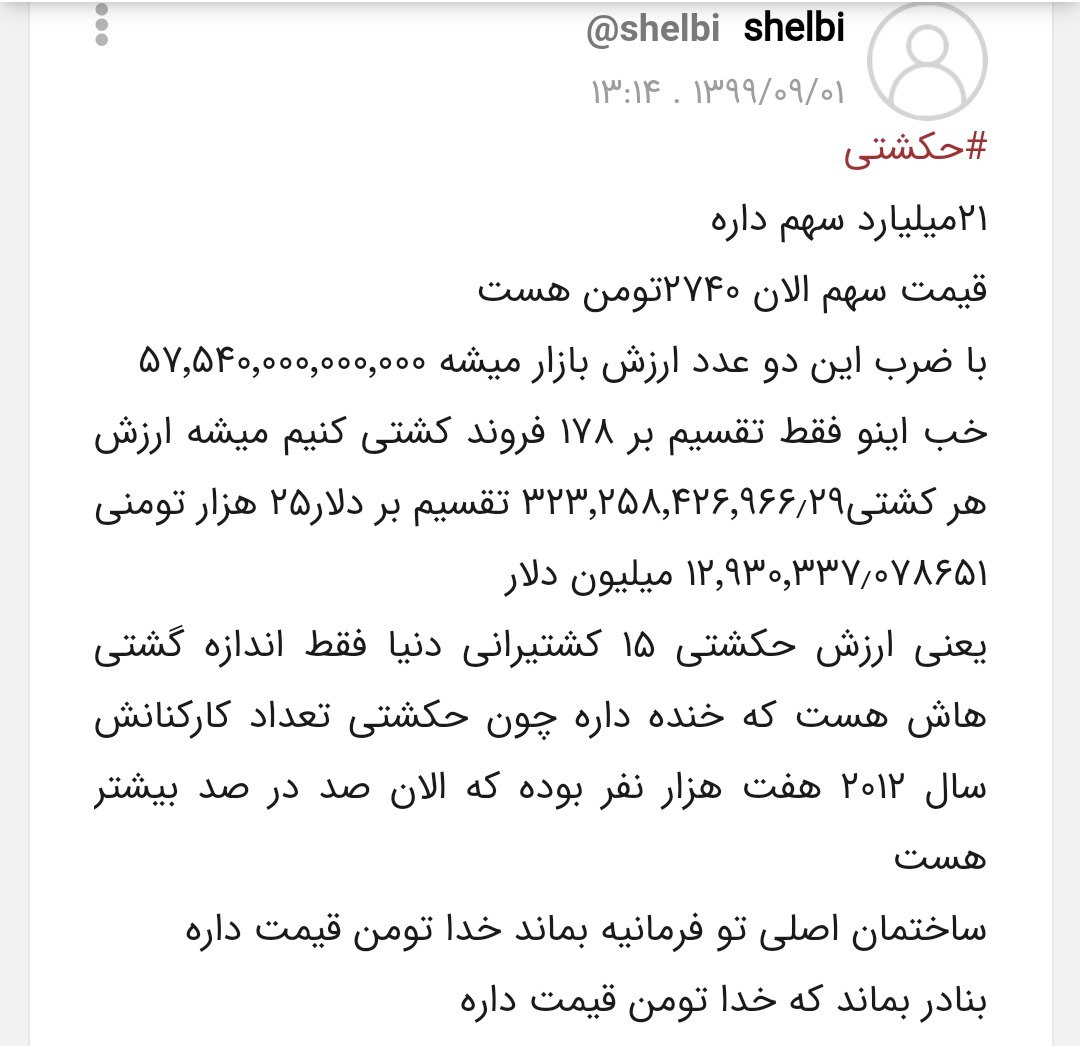 shelbi @shelbi
۱۳۹۹/۰۹/۰۱ . ۱۳:۱۴
#حکشتی
۲۱میلیارد سهم داره
قیمت سهم الان ۲۷۴۰تومن هست
با ضرب این دو عدد ارزش بازار میشه ۵۷,۵۴۰,۰۰۰,۰۰۰,۰۰۰
خب اینو فقط تقسیم بر ۱۷۸ فروند کشتی کنیم میشه ارزش
هر کشتی۳۲۳,۲۵۸,۴۲۶,۹۶۶٫۲۹ تقسیم بر دلار۲۵ هزار تومنی
۱۲,۹۳۰,۳۳۷٫۰۷۸۶۵۱ میلیون دلار
یعنی ارزش حکشتی ۱۵ کشتیرانی دنیا فقط اندازه گشتی
هاش هست که خنده داره چون حکشتی تعداد کارکنانش
سال ۲۰۱۲ هفت هزار نفر بوده که الان صد در صد بیشتر
هست
ساختمان اصلی تو فرمانیه بماند خدا تومن قیمت داره
بنادر بماند که خدا تومن قیمت داره